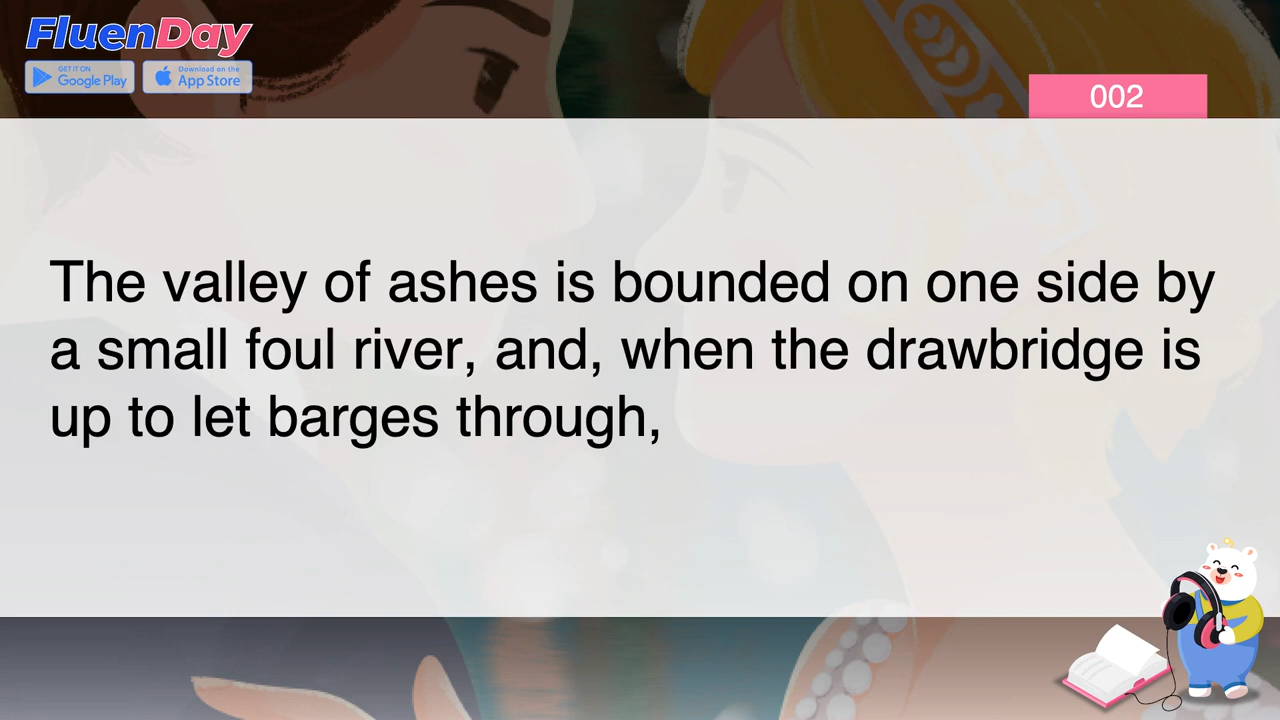 FluenDay
GET IT ON
Google Play
Download on the
App Store
002
The valley of ashes is bounded on one side by
a small foul river, and, when the drawbridge is
up to let barges through,